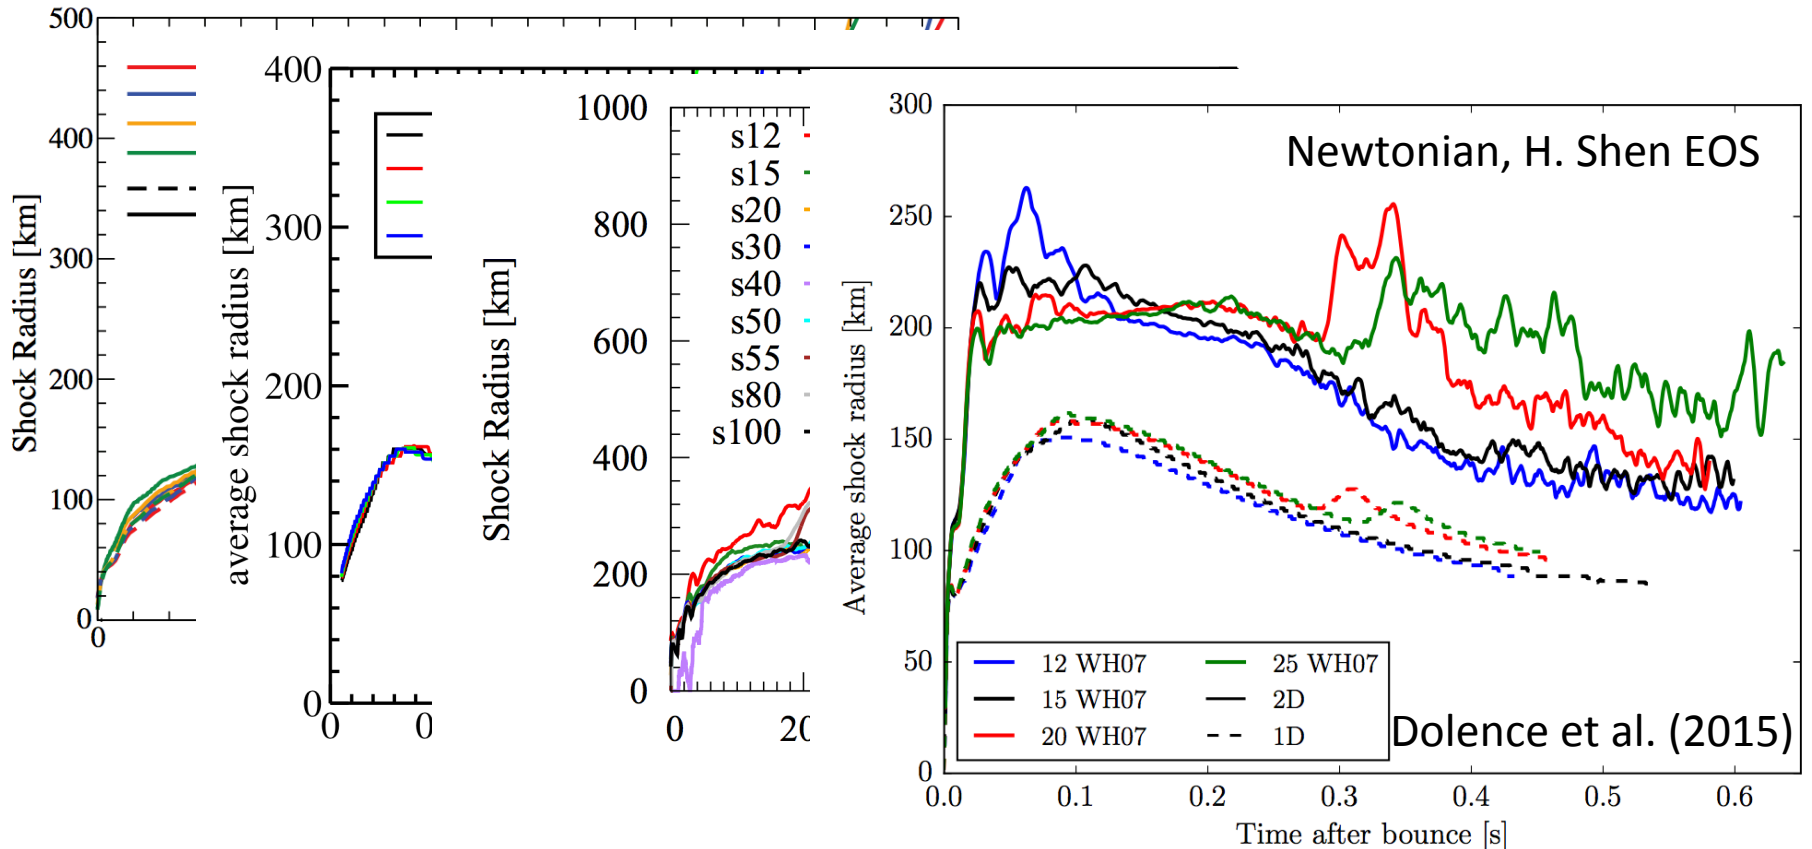 500
400
300
200
100
0
0
Shock Radius [km]
400
300
200
100
0
0
0
average shock radius [km]
1000
800
600
400
200
0
0
20
Shock Radius [km]
s12
s15
s20
s30
s40
s50
s55
s80
s100
300
250
200
150
100
50
0
Average shock radius [km]
Newtonian, H. Shen EOS
12 WH07
15 WH07
20 WH07
25 WH07
2D
1D
Dolence et al. (2015)
0.0 0.1 0.2 0.3 0.4 0.5 0.6
Time after bounce [s]